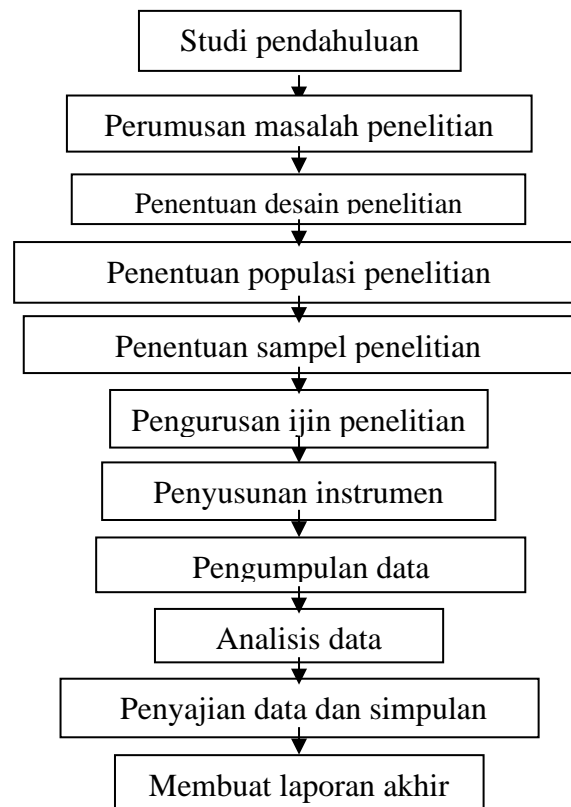 Studi pendahuluan
Perumusan masalah penelitian
Penentuan desain penelitian
Penentuan populasi penelitian
Penentuan sampel penelitian
Pengurusan ijin penelitian
Penyusunan instrumen
Pengumpulan data
Analisis data
Penyajian data dan simpulan
Membuat laporan akhir